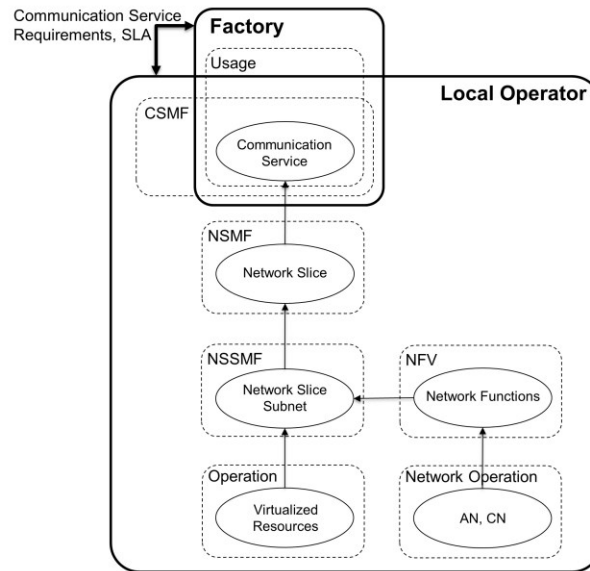 Communication Service
Requirements, SLA
Factory
Usage
Local Operator
CSMF
Communication
Service
NSMF
Network Slice
NSSMF
NFV
Network Slice
Subnet
Network Functions
Operation
Network Operation
Virtualized
Resources
AN, CN